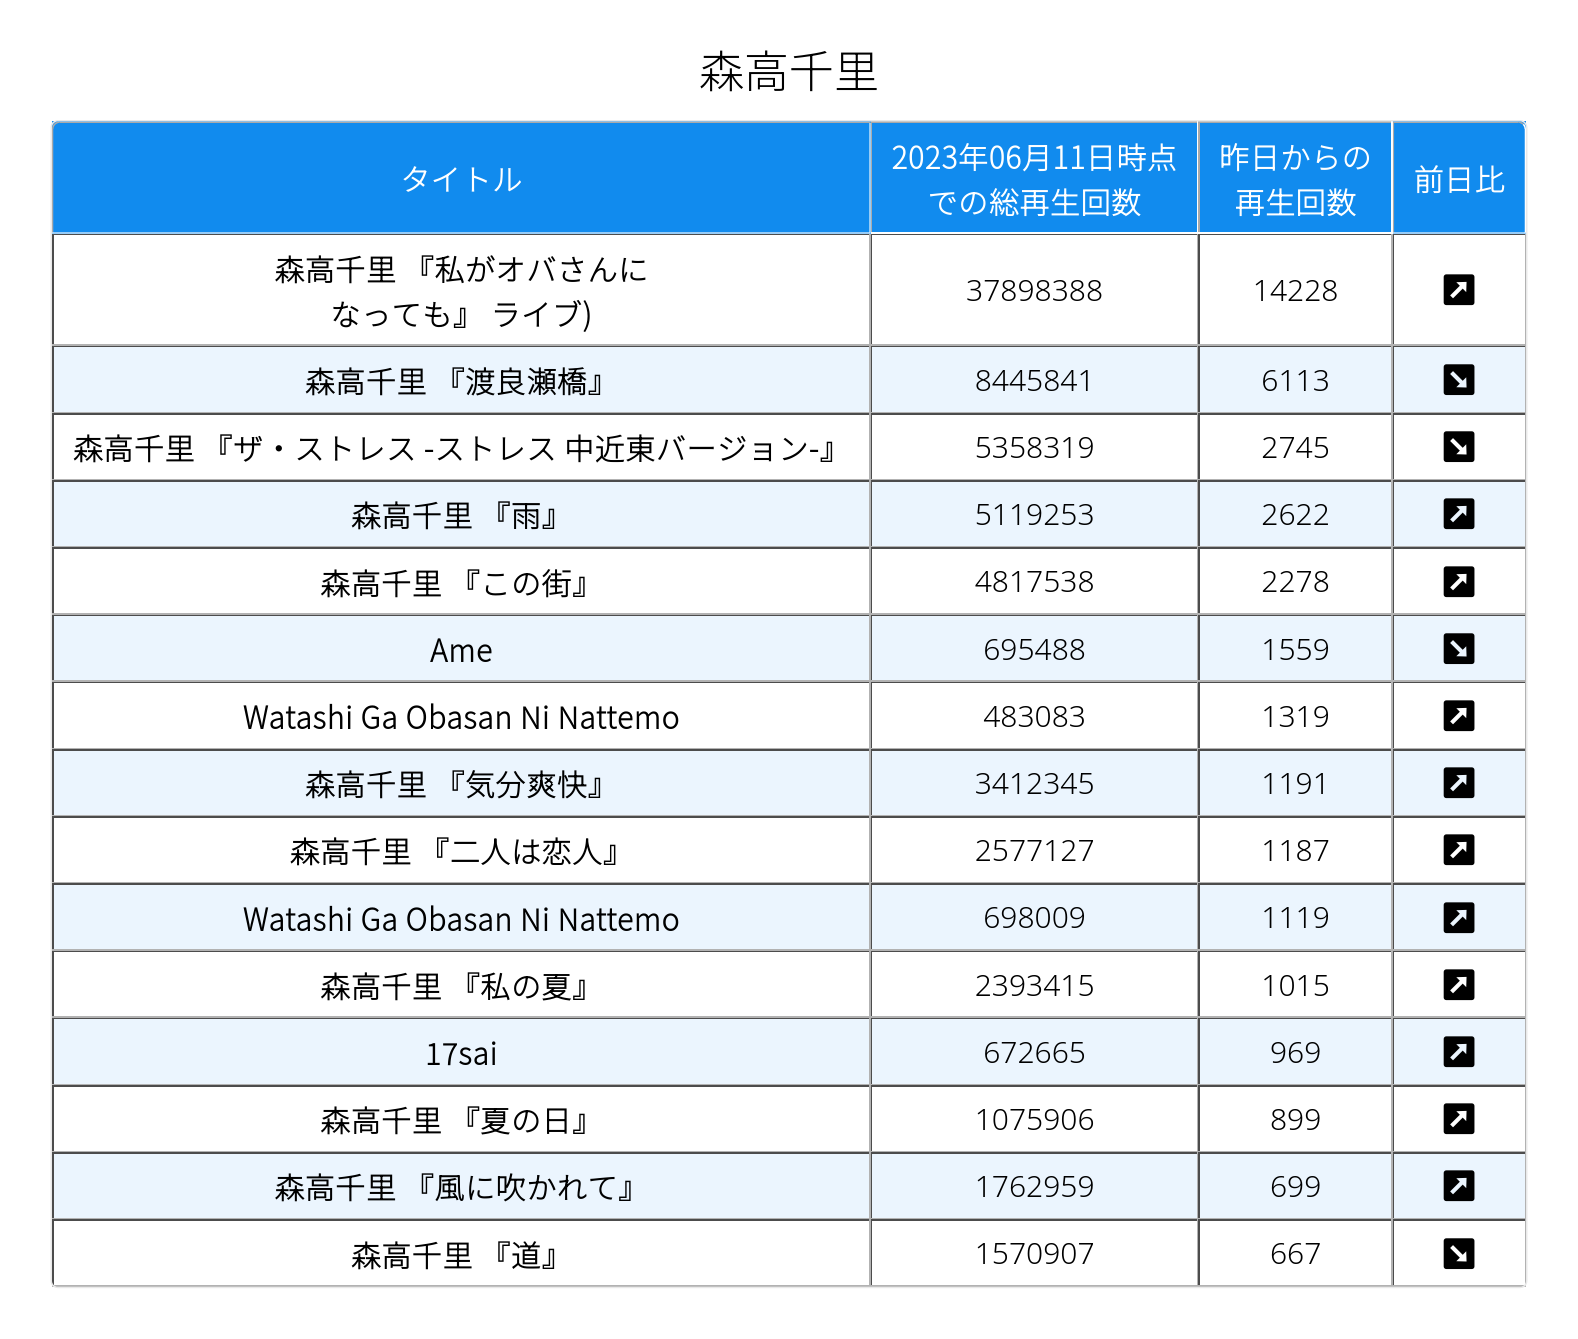 森高千里
タイトル
2023年06月11日時点
での総再生回数
昨日からの
再生回数
前日比
森高千里 『私がオバさんに
なっても』 ライブ)
37898388
14228
森高千里 『渡良瀬橋』
8445841
6113
森高千里 『ザ・ストレス -ストレス 中近東バージョン-』
5358319
2745
森高千里 『雨』
5119253
2622
森高千里 『この街』
4817538
2278
Ame
695488
1559
Watashi Ga Obasan Ni Nattemo
483083
1319
森高千里 『気分爽快』
3412345
1191
森高千里 『二人は恋人』
2577127
1187
Watashi Ga Obasan Ni Nattemo
698009
1119
森高千里 『私の夏』
2393415
1015
17sai
672665
969
森高千里 『夏の日』
1075906
899
森高千里 『風に吹かれて』
1762959
699
森高千里 『道』
1570907
667